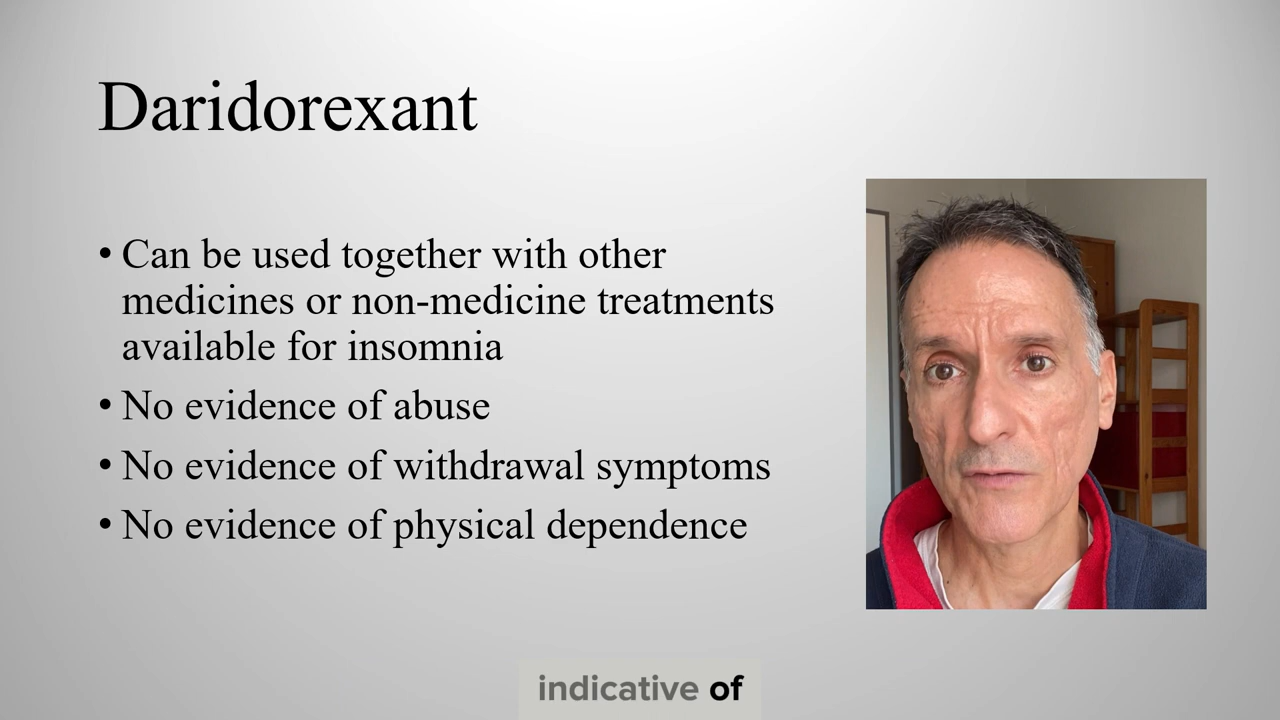 Daridorexant
• Can be used together with other
medicines or non-medicine treatments
available for insomnia
• No evidence of abuse
• No evidence of withdrawal symptoms
• No evidence of physical dependence
indicative of